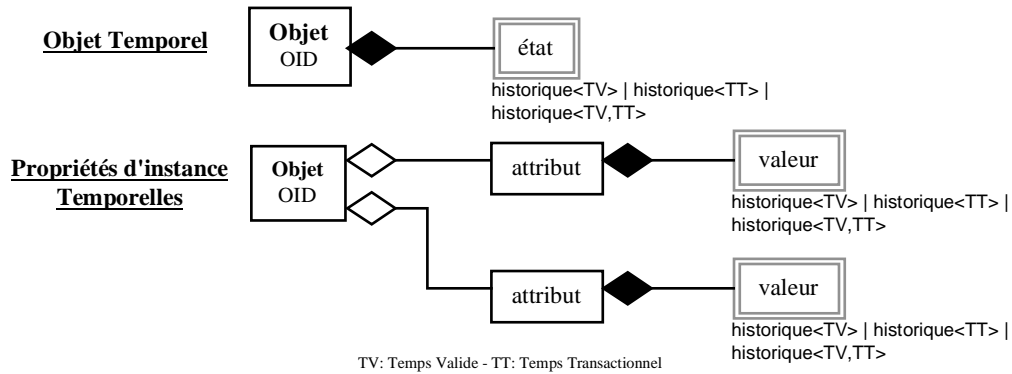 Objet Temporel
Objet
OID
état
historique<TV> | historique<TT> |
historique<TV,TT>
Propriétés d'instance
Temporelles
Objet
OID
attribut
valeur
historique<TV> | historique<TT> |
historique<TV,TT>
attribut
valeur
historique<TV> | historique<TT> |
historique<TV,TT>
TV: Temps Valide - TT: Temps Transactionnel